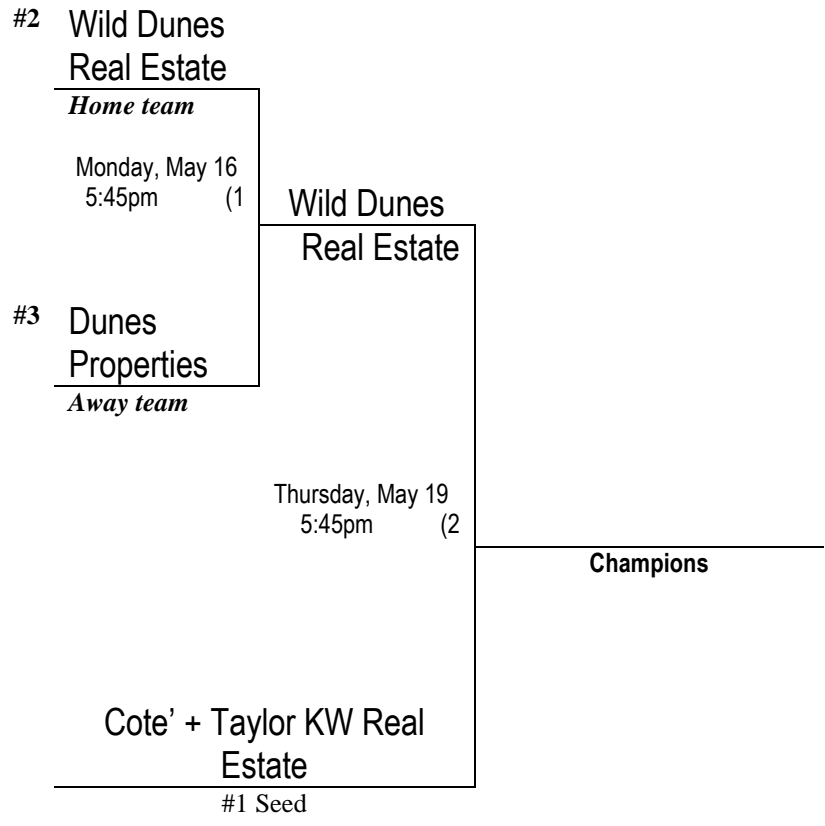 #2 Wild Dunes
Real Estate
Home team
Monday, May 16
5:45pm (1
Wild Dunes
Real Estate
#3 Dunes
Properties
Away team
Thursday, May 19
5:45pm (2
Champions
Cote’ + Taylor KW Real
Estate
#1 Seed